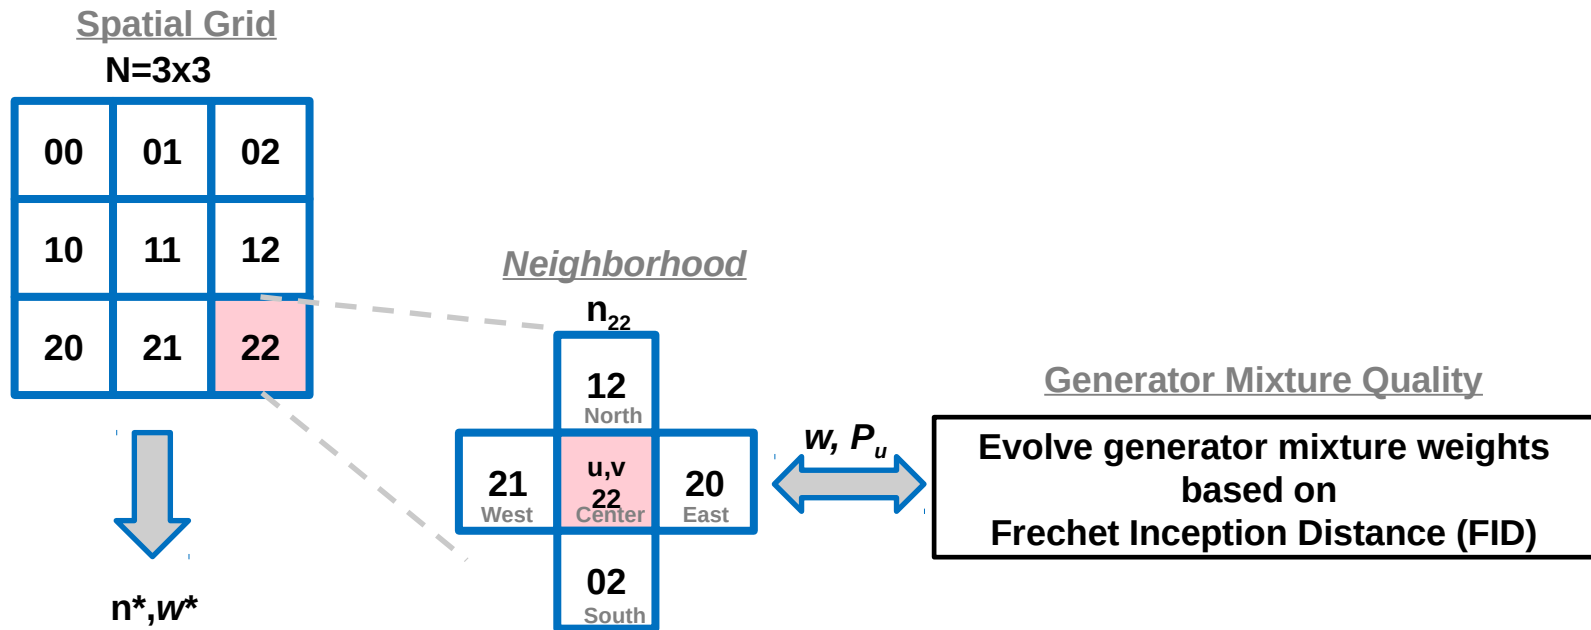 Spatial Grid
N=3x3
00 01 02
10 11 12
20 21 22
n*,w*
Neighborhood
n22
12
North
21
West
u,v
22
Center
20
East
02
South
w, Pu
Generator Mixture Quality
Evolve generator mixture weights
based on
Frechet Inception Distance (FID)